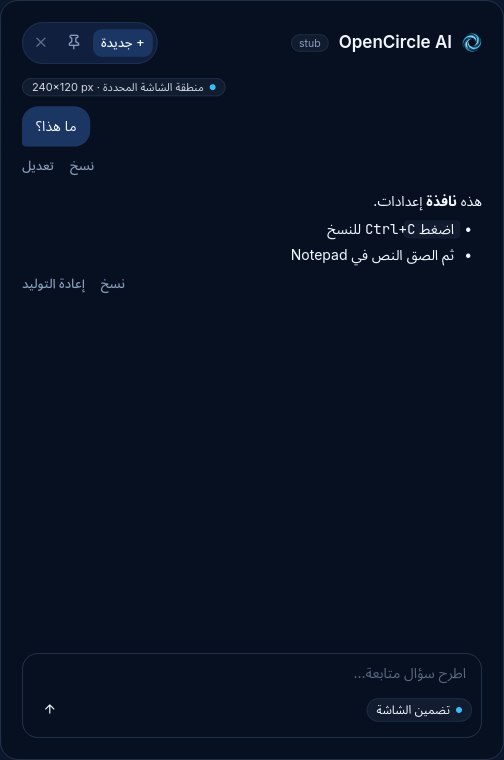 OpenCircle AI stub + جديدة
منطقة الشاشة المحددة · 240×120 px
ما هذا؟
نسخ تعديل
هذه نافذة إعدادات.
• اضغط Ctrl+C للنسخ
• ثم الصق النص في Notepad
نسخ إعادة التوليد
اطرح سؤال متابعة...
تضمين الشاشة